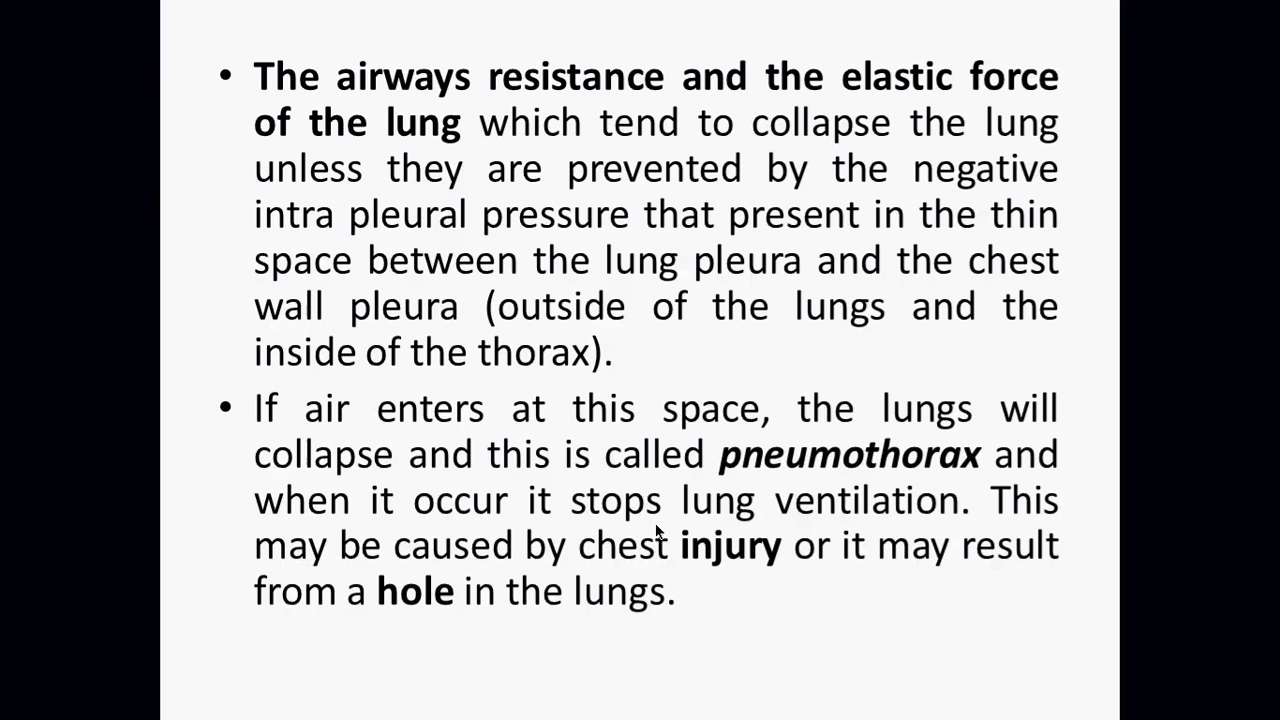 • The airways resistance and the elastic force
of the lung which tend to collapse the lung
unless they are prevented by the negative
intra pleural pressure that present in the thin
space between the lung pleura and the chest
wall pleura (outside of the lungs and the
inside of the thorax).
• If air enters at this space, the lungs will
collapse and this is called pneumothorax and
when it occur it stops lung ventilation. This
may be caused by chest injury or it may result
from a hole in the lungs.